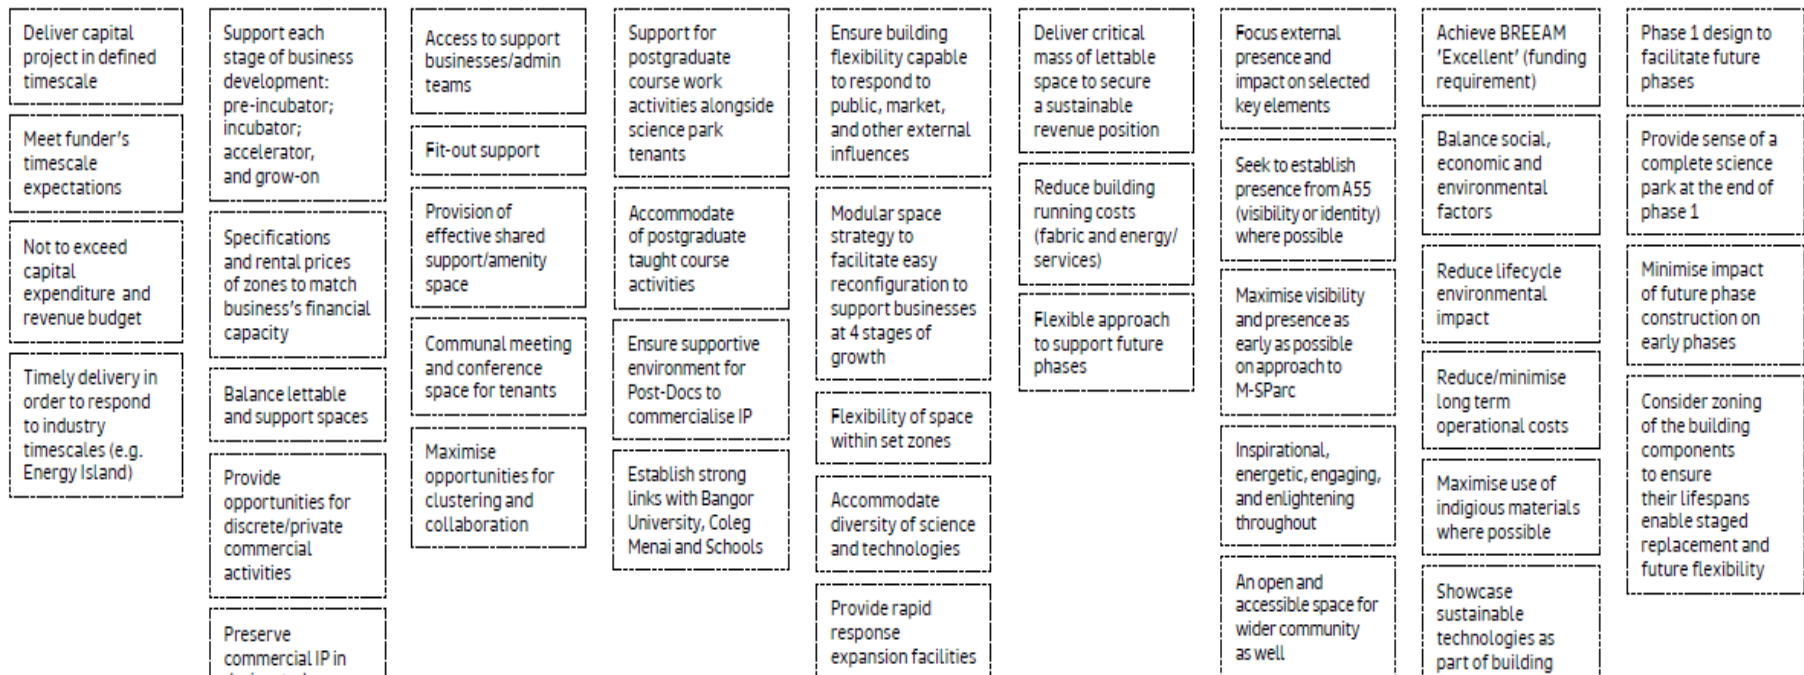 Deliver capital
project in defined
timescale
Meet funder's
timescale
expectations
Not to exceed
capital
expenditure and
revenue budget
Timely delivery in
order to respond
to industry
timescales (e.g.
Energy Island)
Support each
stage of business
development:
pre-incubator;
incubator;
accelerator,
and grow-on
Specifications
and rental prices
of zones to match
business's financial
capacity
Balance lettable
and support spaces
Provide
opportunities for
discrete/private
commercial
activities
Preserve
commercial IP in
Access to support
businesses/admin
teams
Fit-out support
Provision of
effective shared
support/amenity
space
Communal meeting
and conference
space for tenants
Maximise
opportunities for
clustering and
collaboration
Support for
postgraduate
course work
activities alongside
science park
tenants
Accommodate
of postgraduate
taught course
activities
Ensure supportive
environment for
Post-Docs to
commercialise IP
Establish strong
links with Bangor
University, Coleg
Menai and Schools
Ensure building
flexibility capable
to respond to
public, market,
and other external
influences
Modular space
strategy to
facilitate easy
reconfiguration to
support businesses
at 4 stages of
growth
Flexibility of space
within set zones
Accommodate
diversity of science
and technologies
Provide rapid
response
expansion facilities
Deliver critical
mass of lettable
space to secure
a sustainable
revenue position
Reduce building
running costs
(fabric and energy/
services)
Flexible approach
to support future
phases
Focus external
presence and
impact on selected
key elements
Seek to establish
presence from A55
(visibility or identity)
where possible
Maximise visibility
and presence as
early as possible
on approach to
M-SParc
Inspirational,
energetic, engaging,
and enlightening
throughout
An open and
accessible space for
wider community
as well
Achieve BREEAM
'Excellent' (funding
requirement)
Balance social,
economic and
environmental
factors
Reduce lifecycle
environmental
impact
Reduce/minimise
long term
operational costs
Maximise use of
indigious materials
where possible
Showcase
sustainable
technologies as
part of building
Phase 1 design to
facilitate future
phases
Provide sense of a
complete science
park at the end of
phase 1
Minimise impact
of future phase
construction on
early phases
Consider zoning
of the building
components
to ensure
their lifespans
enable staged
replacement and
future flexibility